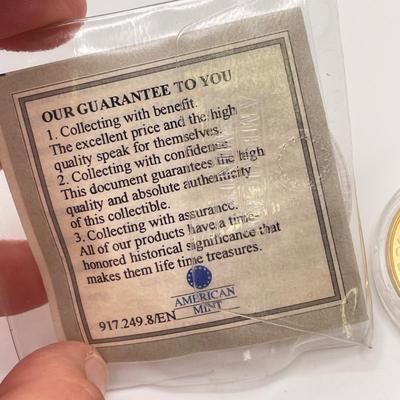 OUR GUARANTEE TO YOU
1. Collecting with benefit.
The excellent price and the high
quality speak for themselves.
2. Collecting with confidence.
This document guarantees the high
quality and absolute authenticity
of this collectible.
3. Collecting with assurance.
All of our products have a time-
honored historical significance that
makes them life time treasures.
AMERICAN
MINT
917.249.8/EN